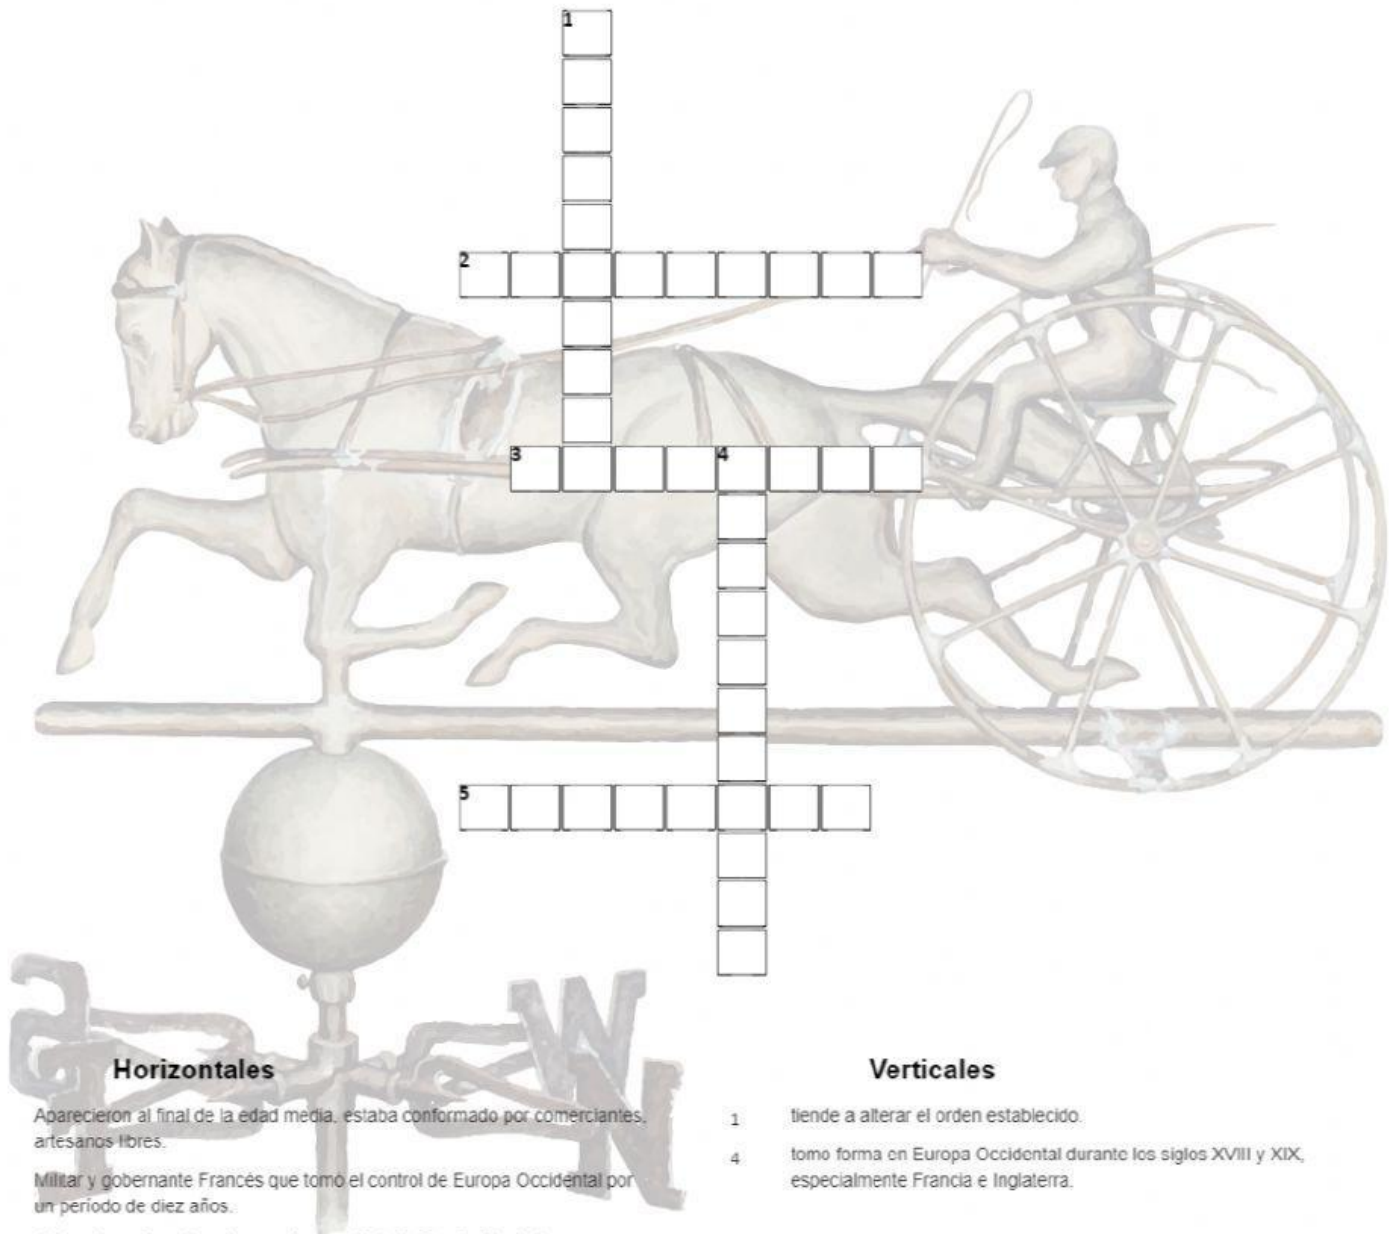 1
2
3
4
5
Horizontales
Aparecieron al final de la edad media, estaba conformado por comerciantes,
artesanos libres.
Militar y gobernante Francés que tomó el control de Europa Occidental por
un período de diez años.
Verticales
1 tiende a alterar el orden establecido.
4 tomo forma en Europa Occidental durante los siglos XVIII y XIX,
especialmente Francia e Inglaterra.
W
N